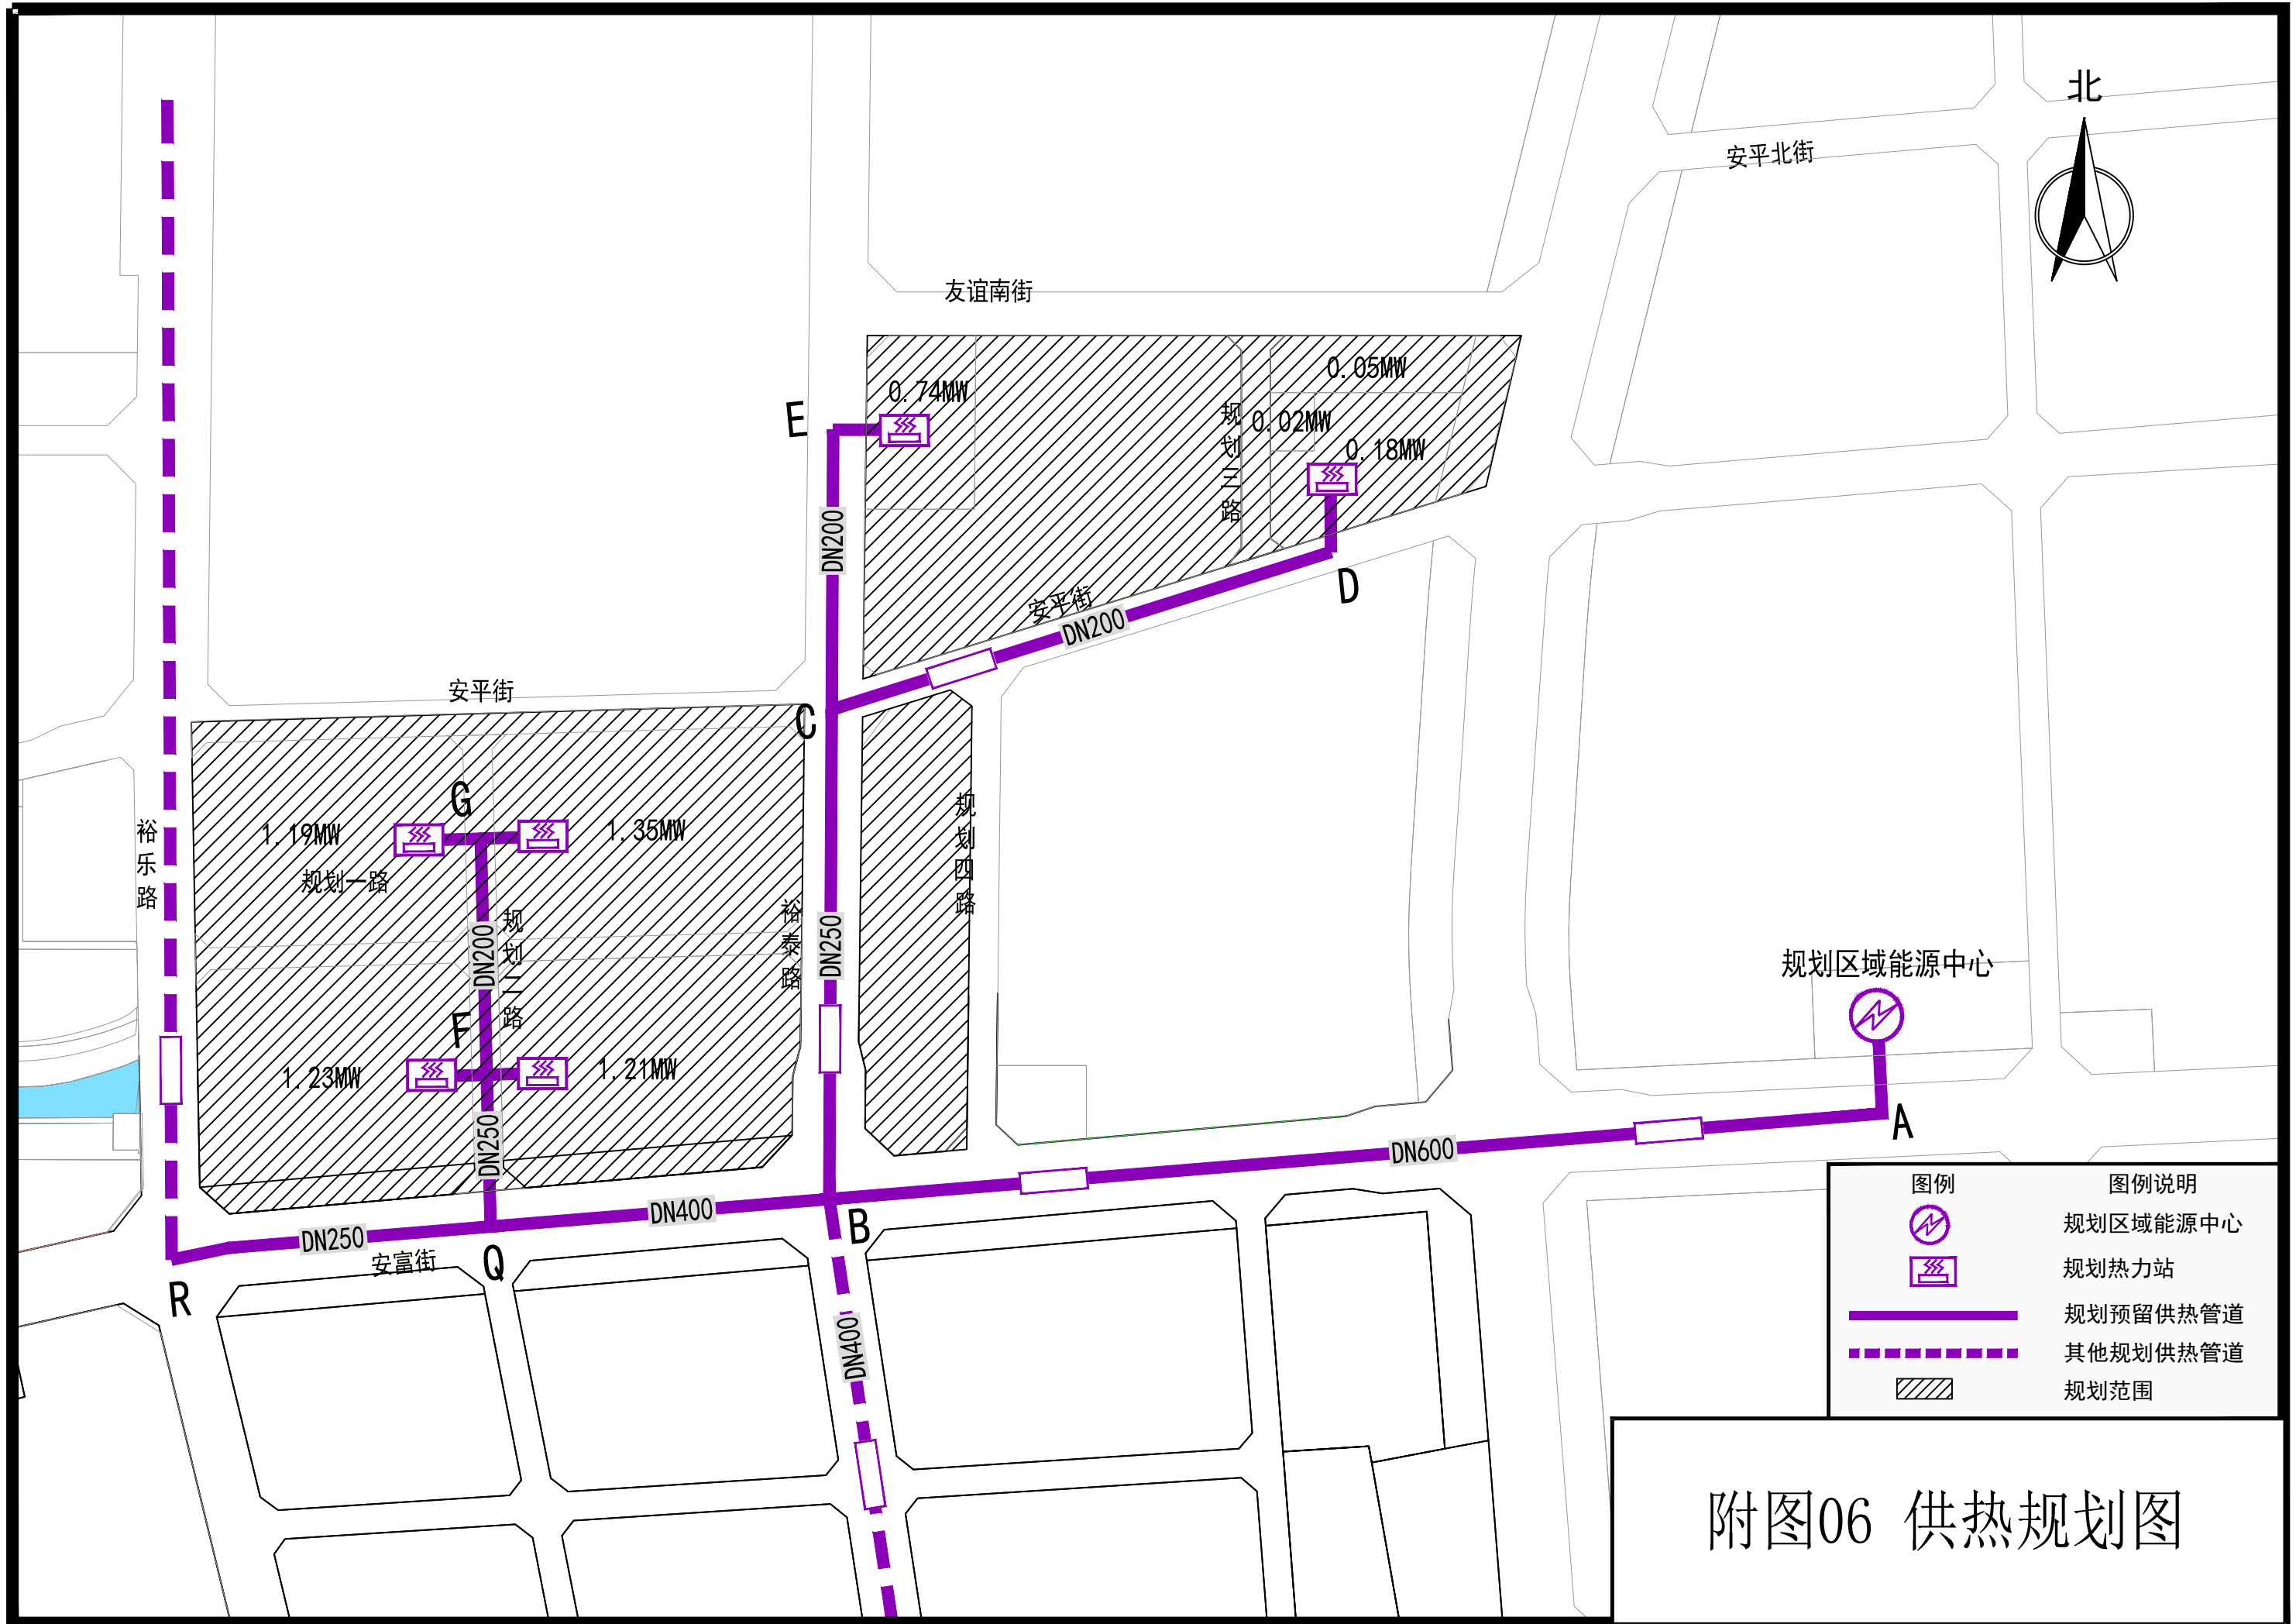 北
安平北街
友谊南街
0.05MW
0.74MW
E
规划三路
0.02MW
0.18MW
DN200
D
安平街
DN200
安平街
C
G
规划四路
1.19MW
1.35MW
裕乐路
规划一路
裕泰路
规划二路
DN200
DN250
规划区域能源中心
F
1.23MW
1.21MW
A
DN250
DN600
DN400
B
DN250
安富街
Q
R
DN400
图例 图例说明
规划区域能源中心
规划热力站
规划预留供热管道
其他规划供热管道
规划范围
附图06 供热规划图